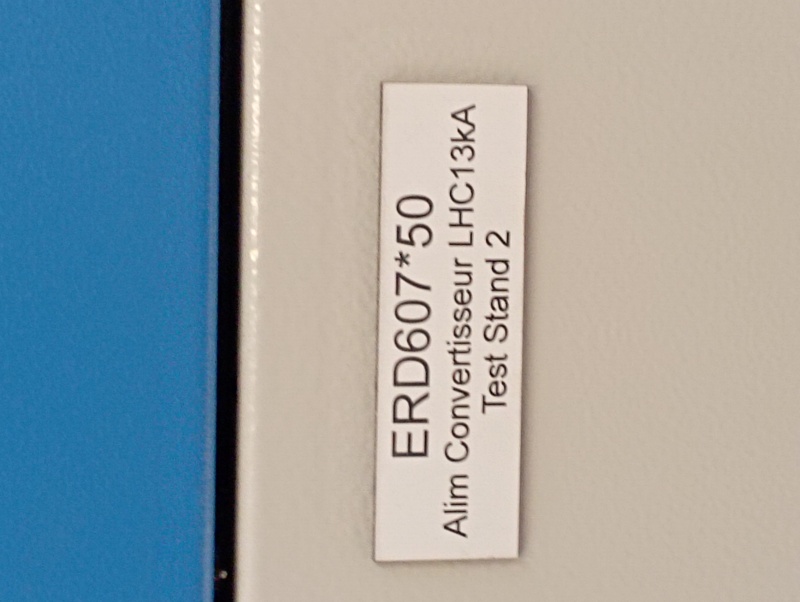 ERD607*50
Alim Convertisseur LHC13kA
Test Stand 2